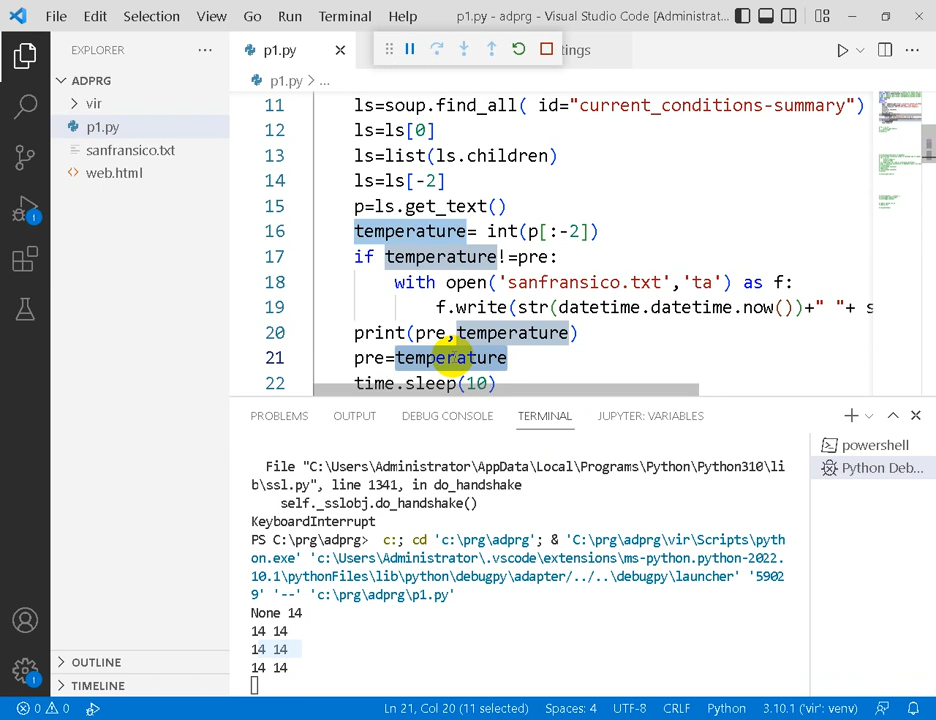 File Edit Selection View Go Run Terminal Help p1.py - adprg - Visual Studio Code [Administrat...
EXPLORER ...
p1.py
tings
ADPRG
vir
p1.py
sanfransico.txt
web.html
OUTLINE
TIMELINE
p1.py > ...
11 ls=soup.find_all( id="current_conditions-summary")
12 ls=ls[0]
13 ls=list(ls.children)
14 ls=ls[-2]
15 p=ls.get_text()
16 temperature= int(p[:-2])
17 if temperature!=pre:
18 with open('sanfransico.txt','ta') as f:
19 f.write(str(datetime.datetime.now())+" "+ s
20 print(pre,temperature)
21 pre=temperature
22 time.sleep(10)
PROBLEMS OUTPUT DEBUG CONSOLE TERMINAL JUPYTER: VARIABLES
powershell
Python Deb...
File "C:\Users\Administrator\AppData\Local\Programs\Python\Python310\li
b\ssl.py", line 1341, in do_handshake
self._sslobj.do_handshake()
KeyboardInterrupt
PS C:\prg\adprg> c:; cd 'c:\prg\adprg'; & 'C:\prg\adprg\vir\Scripts\pyth
on.exe' 'c:\Users\Administrator\.vscode\extensions\ms-python.python-2022.
10.1\pythonFiles\lib\python\debugpy\adapter/../..\debugpy\launcher' '5902
9' '--' 'c:\prg\adprg\p1.py'
None 14
14 14
14 14
14 14
1
1
0 0 Ln 21, Col 20 (11 selected) Spaces: 4 UTF-8 CRLF Python 3.10.1 ('vir': venv)